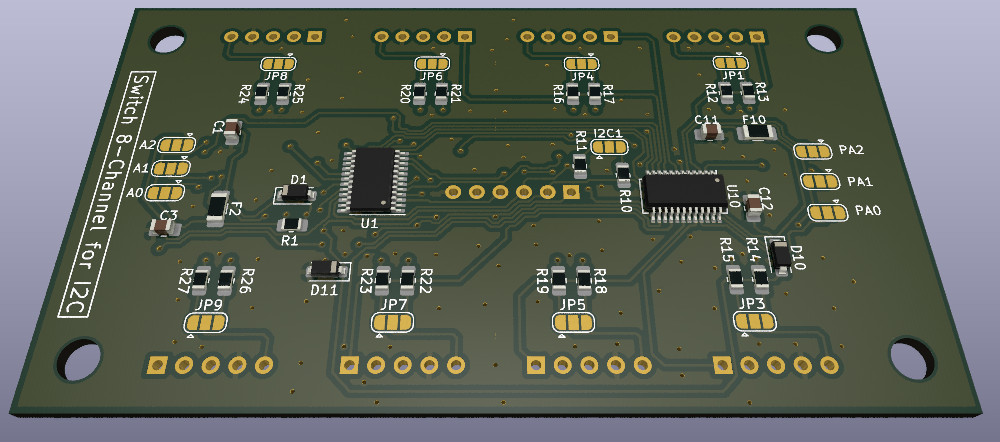 Switch 8-Channel for I2C
JP8
JP6
JP4
JP1
R24
R25
R20
R21
R16
R17
R12
R13
C1
C11
F10
R11
I2C1
A2
A1
A0
PA2
PA1
PA0
D1
U1
R10
U10
C12
F2
C3
R1
D11
D10
R27
R26
R23
R22
R19
R18
R15
R14
JP9
JP7
JP5
JP3